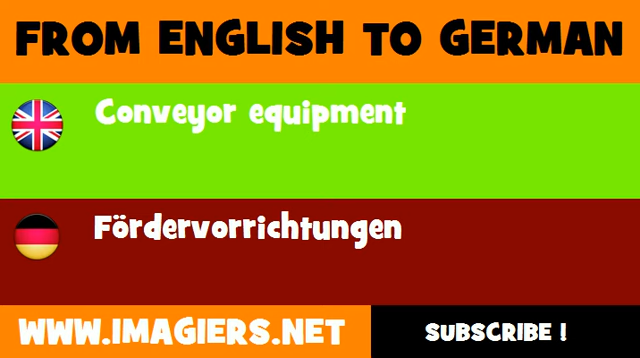 FROM ENGLISH TO GERMAN
Conveyor equipment
Fördervorrichtungen
WWW.IMAGIERS.NET
SUBSCRIBE !